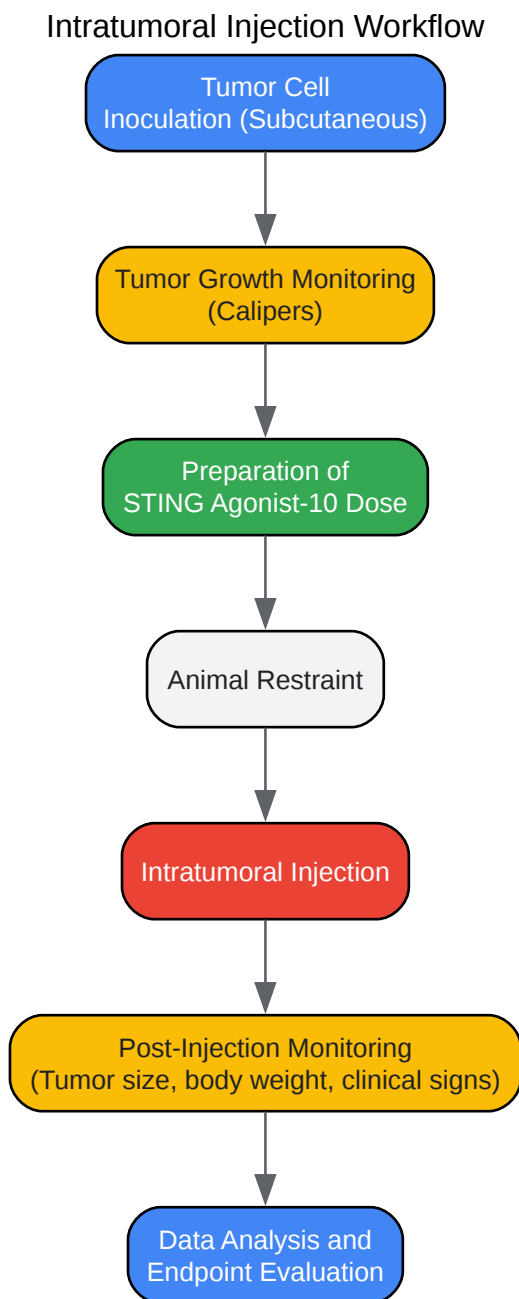 Intratumoral Injection Workflow
Tumor Cell
Inoculation (Subcutaneous)
Tumor Growth Monitoring
(Calipers)
Preparation of
STING Agonist-10 Dose
Animal Restraint
Intratumoral Injection
Post-Injection Monitoring
(Tumor size, body weight, clinical signs)
Data Analysis and
Endpoint Evaluation